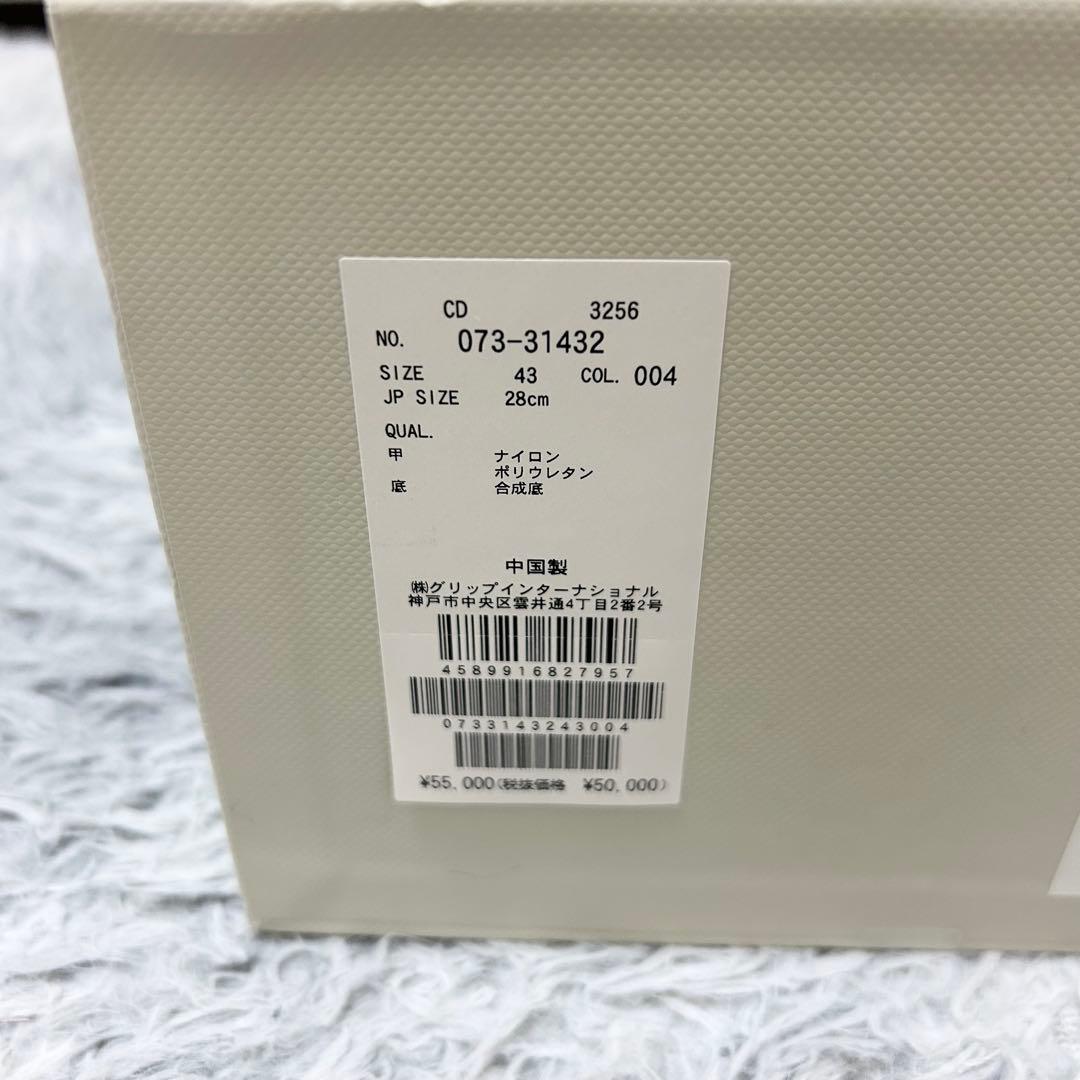 CD 3256
NO. 073-31432
SIZE 43 COL. 004
JP SIZE 28cm
QUAL.
甲 ナイロン
ポリウレタン
底 合成底
中国製
㈱グリップインターナショナル
神戸市中央区雲井通4丁目2番2号
4589916827957
0733143243004
¥55,000(税抜価格 ¥50,000)